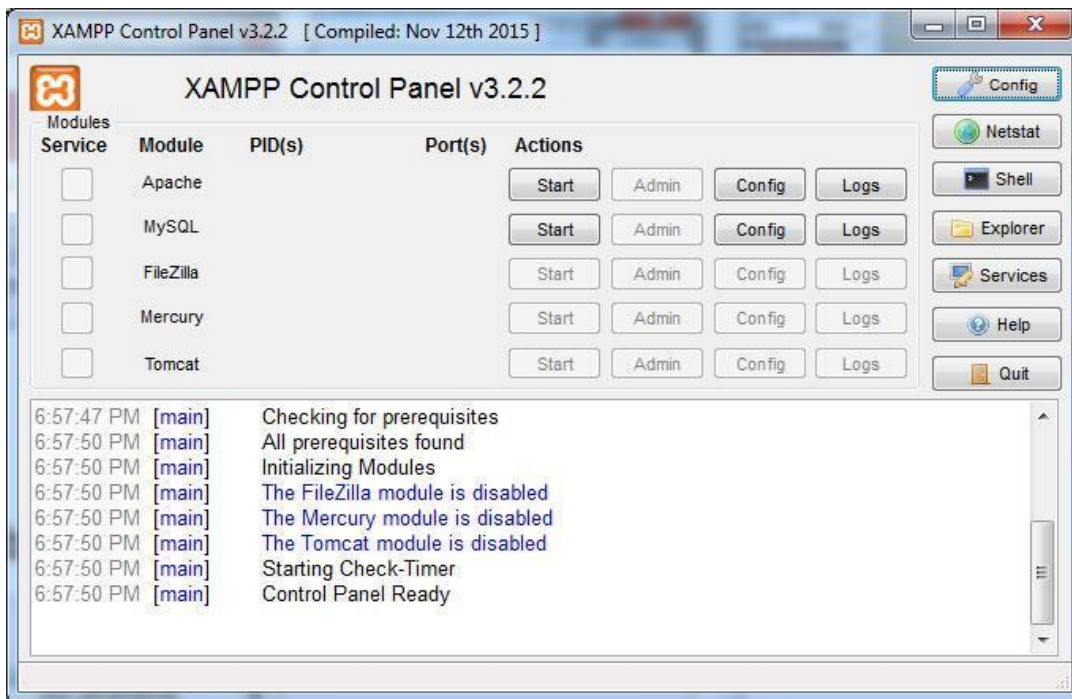 XAMPP Control Panel v3.2.2 [ Compiled: Nov 12th 2015 ]
XAMPP Control Panel v3.2.2
Config
Modules
Service Module PID(s) Port(s) Actions
Netstat
Apache Start Admin Config Logs
Shell
MySQL Start Admin Config Logs
Explorer
FileZilla Start Admin Config Logs
Services
Mercury Start Admin Config Logs
Help
Tomcat Start Admin Config Logs
Quit
6:57:47 PM [main] Checking for prerequisites
6:57:50 PM [main] All prerequisites found
6:57:50 PM [main] Initializing Modules
6:57:50 PM [main] The FileZilla module is disabled
6:57:50 PM [main] The Mercury module is disabled
6:57:50 PM [main] The Tomcat module is disabled
6:57:50 PM [main] Starting Check-Timer
6:57:50 PM [main] Control Panel Ready